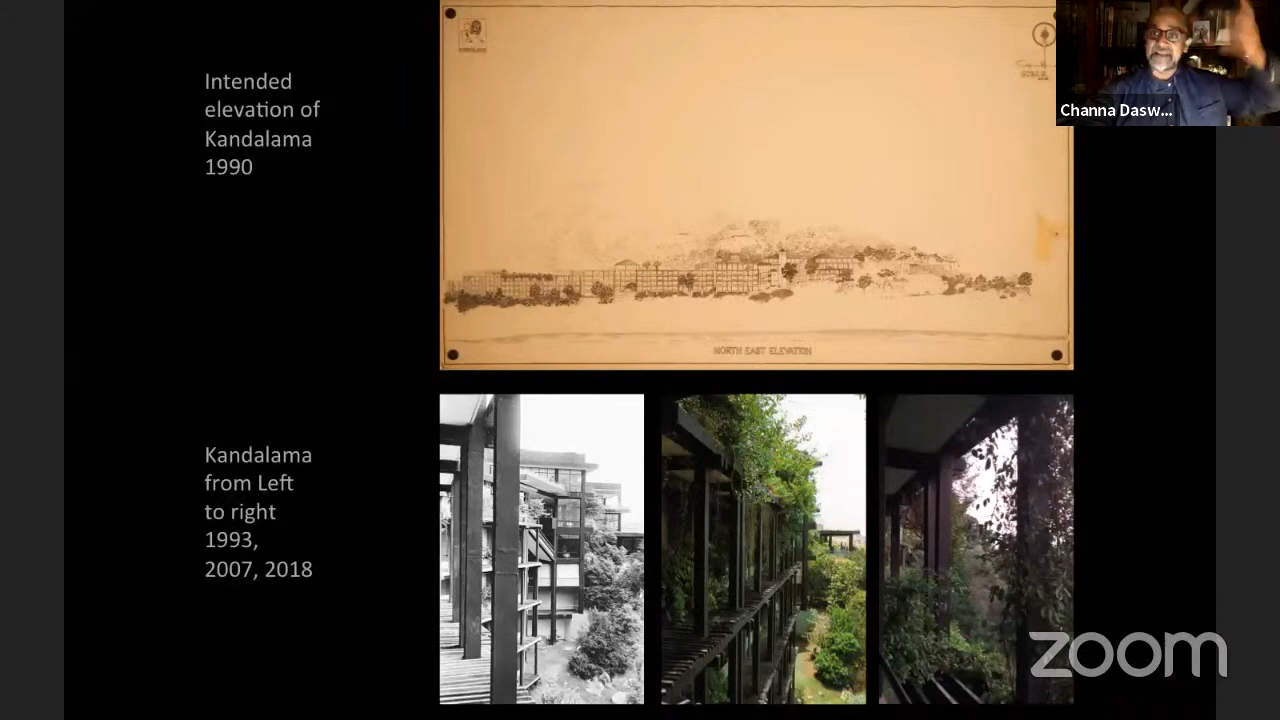 Intended
elevation of
Kandalama
1990
NORTH EAST ELEVATION
Kandalama
from Left
to right
1993,
2007, 2018
Channa Dasw...
zoom